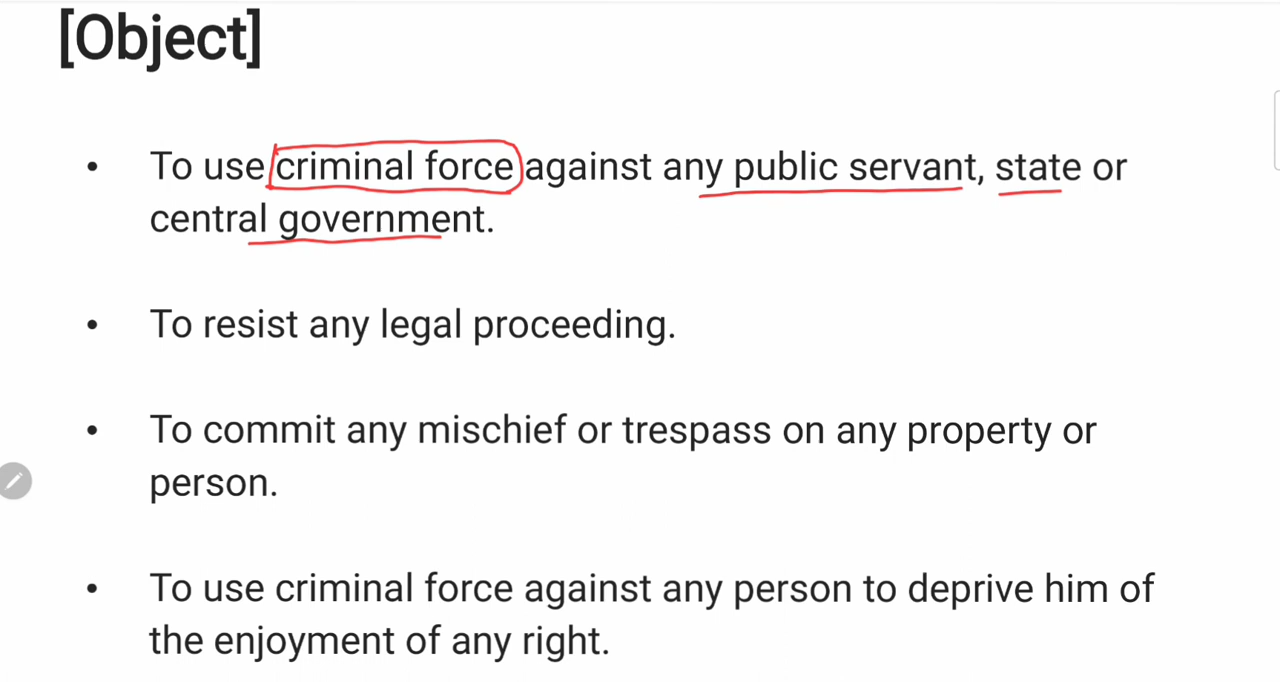 [Object]
• To use criminal force against any public servant, state or
central government.
• To resist any legal proceeding.
• To commit any mischief or trespass on any property or
person.
• To use criminal force against any person to deprive him of
the enjoyment of any right.